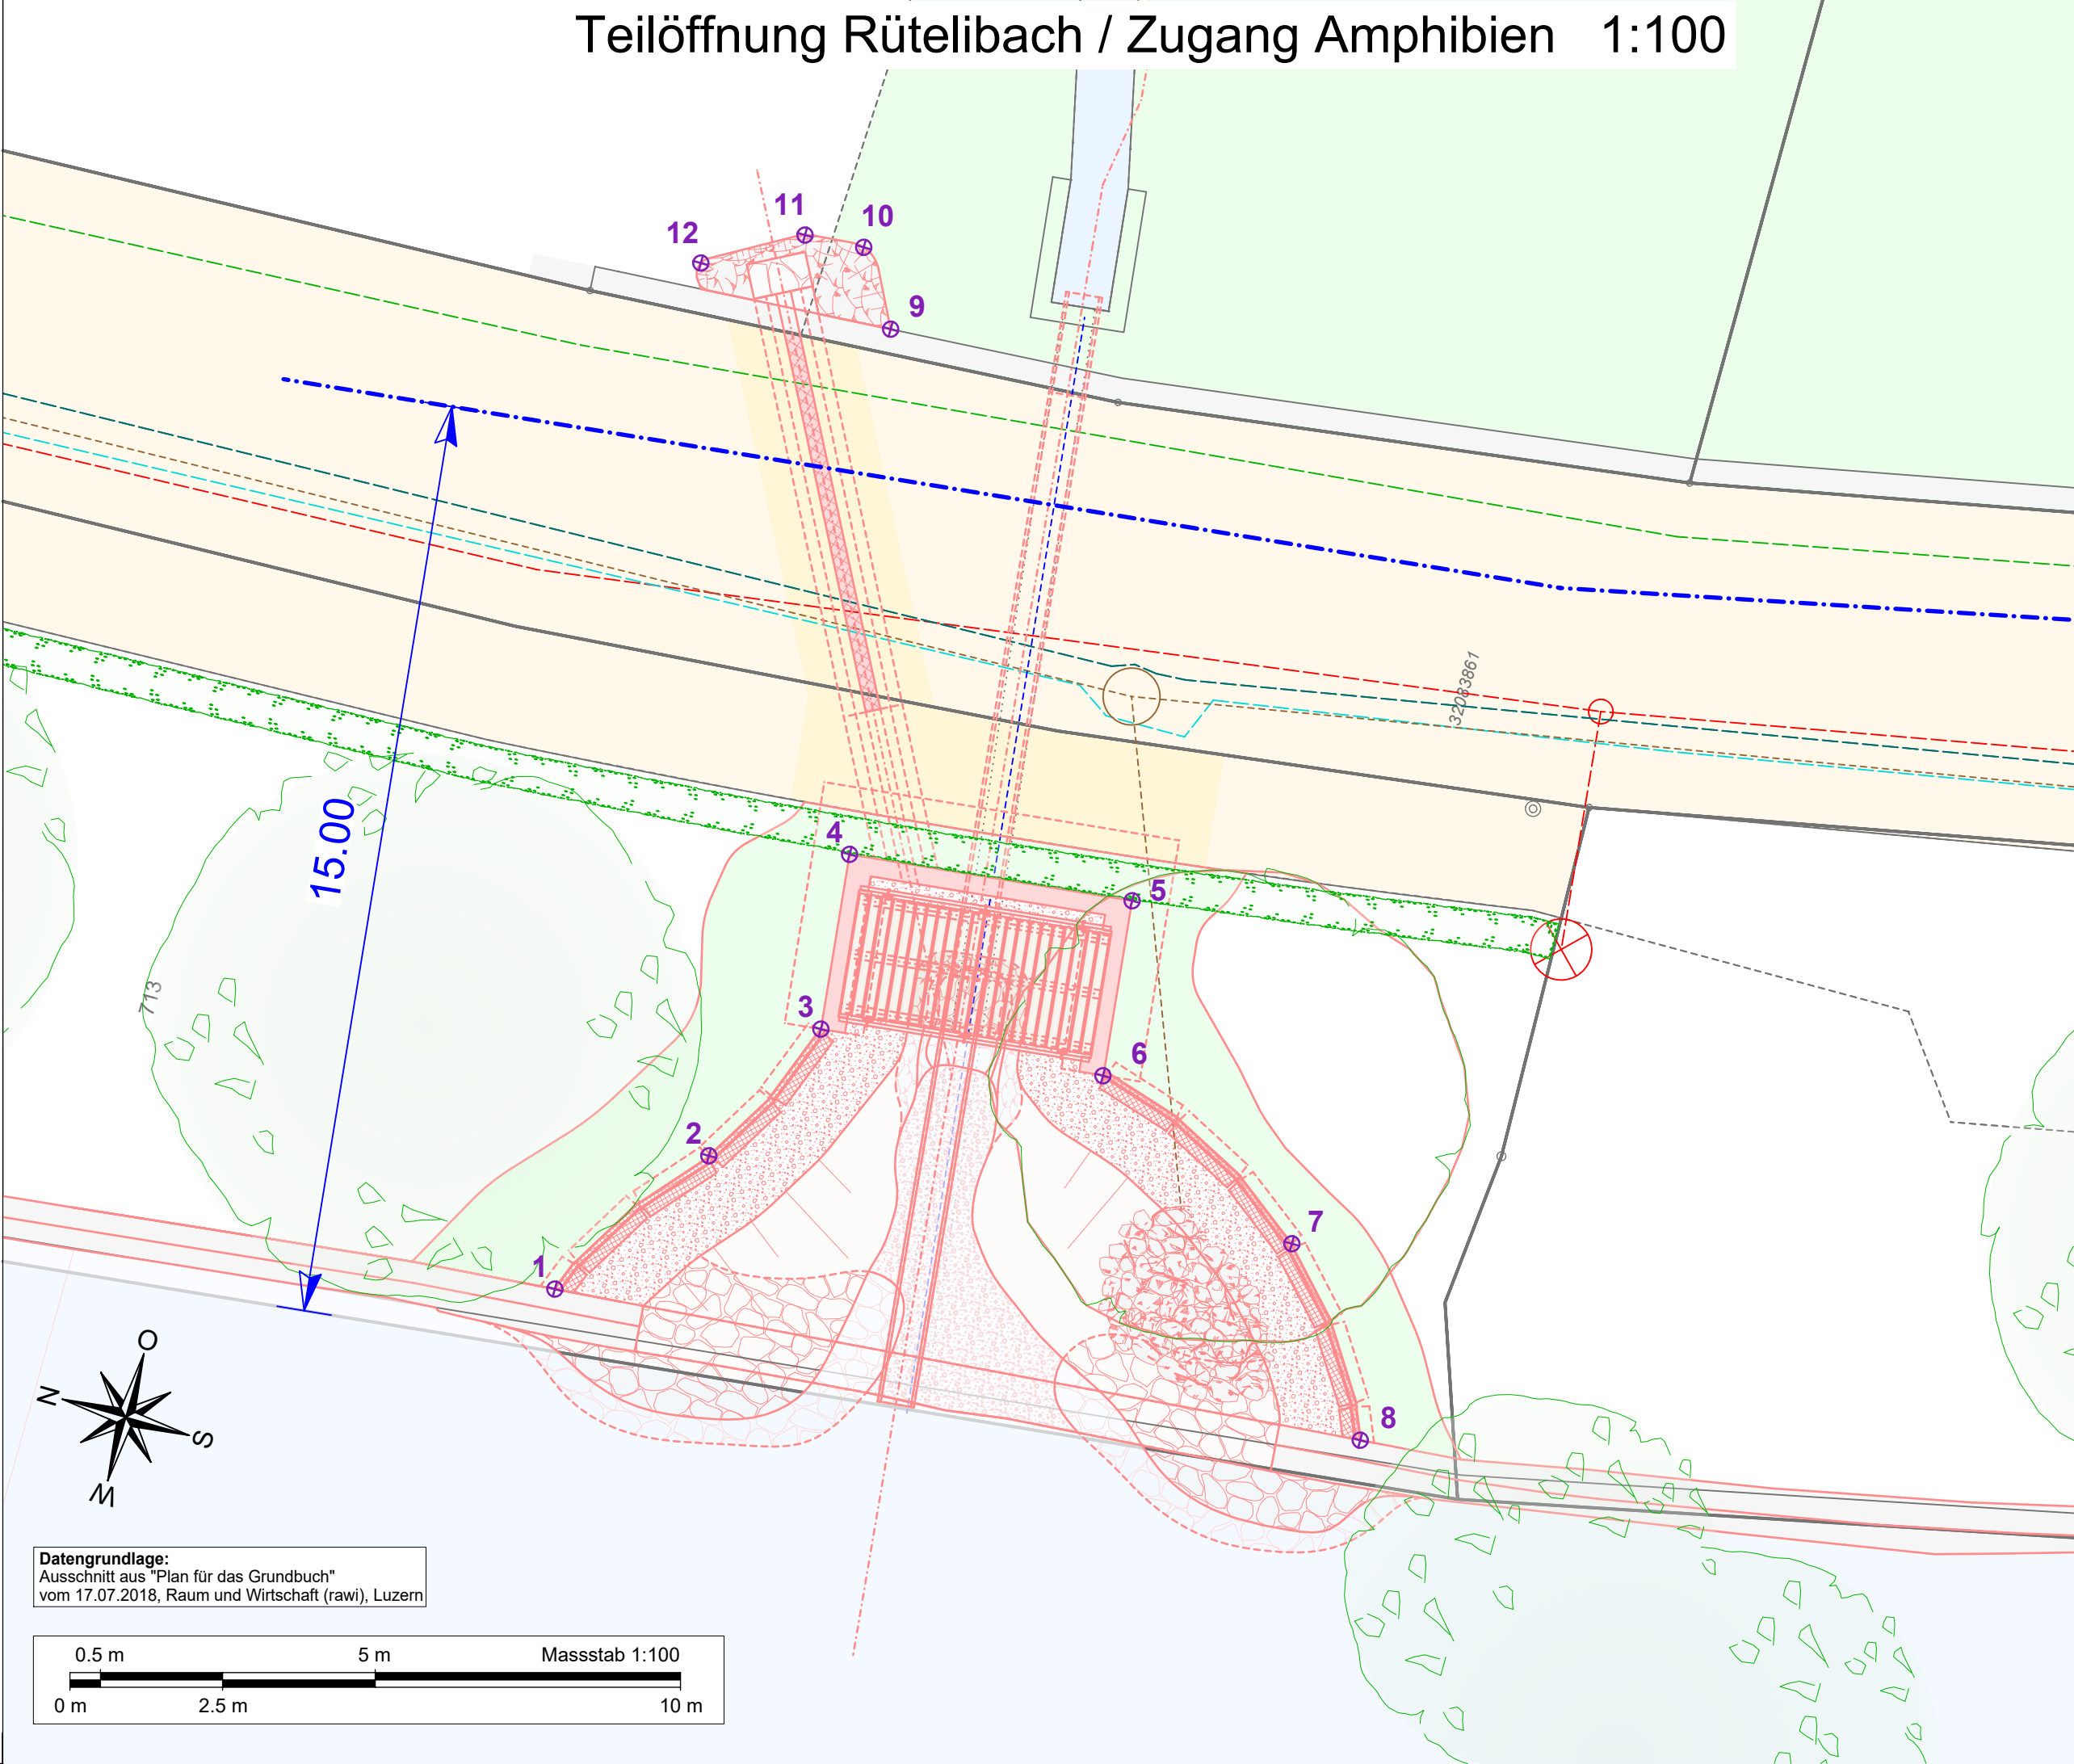 Teilöffnung Rütelibach / Zugang Amphibien 1:100
11
10
12
9
32083861
15.00
4
5
713
3
6
2
7
1
8
O
N
S
W
Datengrundlage:
Ausschnitt aus "Plan für das Grundbuch"
vom 17.07.2018, Raum und Wirtschaft (rawi), Luzern
0.5 m 5 m Massstab 1:100
0 m 2.5 m 10 m